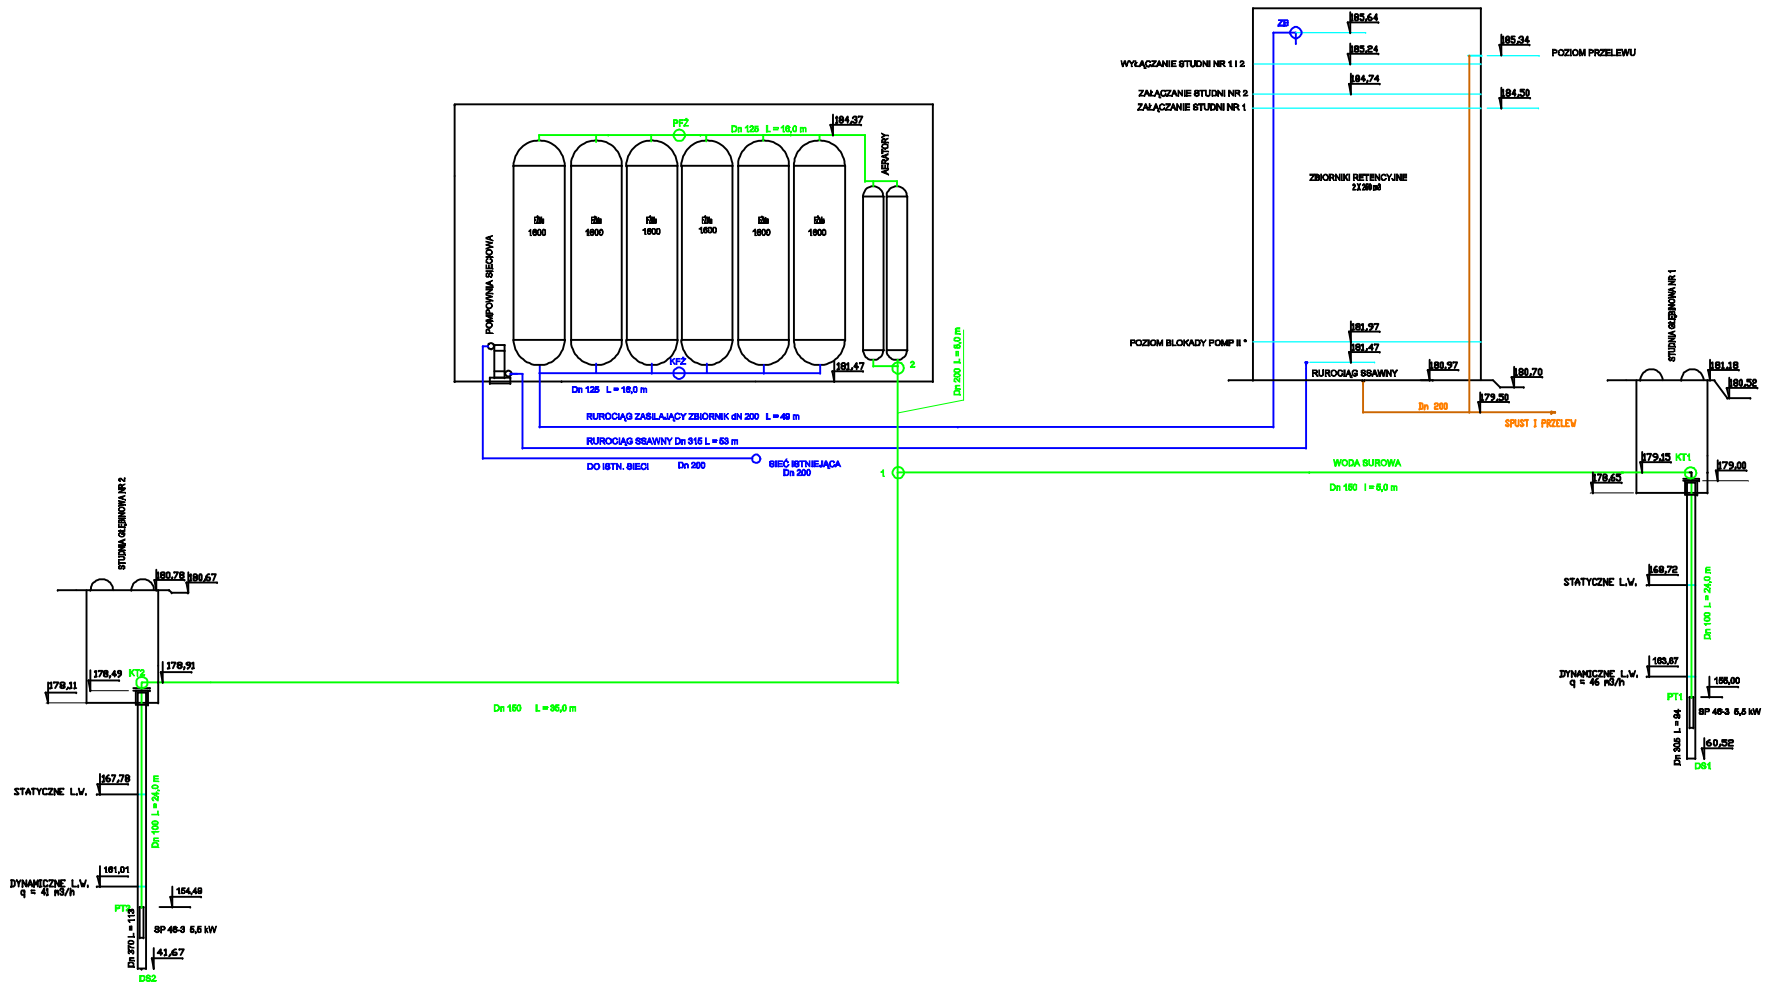 ZB
185,64
185,34
POZIOM PRZELEWU
185,24
WYŁĄCZANIE STUDNI NR 1 I 2
184,74
ZAŁĄCZANIE STUDNI NR 2
184,50
ZAŁĄCZANIE STUDNI NR 1
PFŻ
Dn 125 L = 16,0 m
184,37
AERATORY
ZBIORNIKI RETENCYJNE
1600
1600
1600
1600
1600
1600
POMPOWNIA SIECIOWA
STUDNIA GŁĘBINOWA NR 1
181,97
POZIOM BLOKADY POMP II °
181,47
RUROCIĄG SSAWNY
180,97
180,70
179,50
KFŻ
181,47
2
Dn 200 L = 8,0 m
Dn 125 L = 16,0 m
181,18
180,52
Dn 200
SPUST I PRZELEW
RUROCIĄG ZASILAJĄCY ZBIORNIK dN 200 L = 49 m
RUROCIĄG SSAWNY Dn 315 L = 53 m
DO ISTN. SIECI Dn 200
SIEĆ ISTNIEJĄCA
Dn 200
1
WODA SUROWA
Dn 150 l = 8,0 m
KT1
179,15
179,00
178,65
STUDNIA GŁĘBINOWA NR 2
180,78
180,67
168,72
STATYCZNE L.W.
Dn 100 L = 24,0 m
163,67
DYNAMICZNE L.W.
q = 46 m3/h
155,00
PT1
SP 46-3 5,5 kW
Dn 305 L = 94
60,52
DS1
KT2
178,91
178,49
178,11
Dn 150 L = 95,0 m
167,78
STATYCZNE L.W.
Dn 100 L = 24,0 m
161,01
DYNAMICZNE L.W.
q = 41 m3/h
154,49
PT2
SP 46-3 5,5 kW
Dn 370 L = 113
41,67
DS2